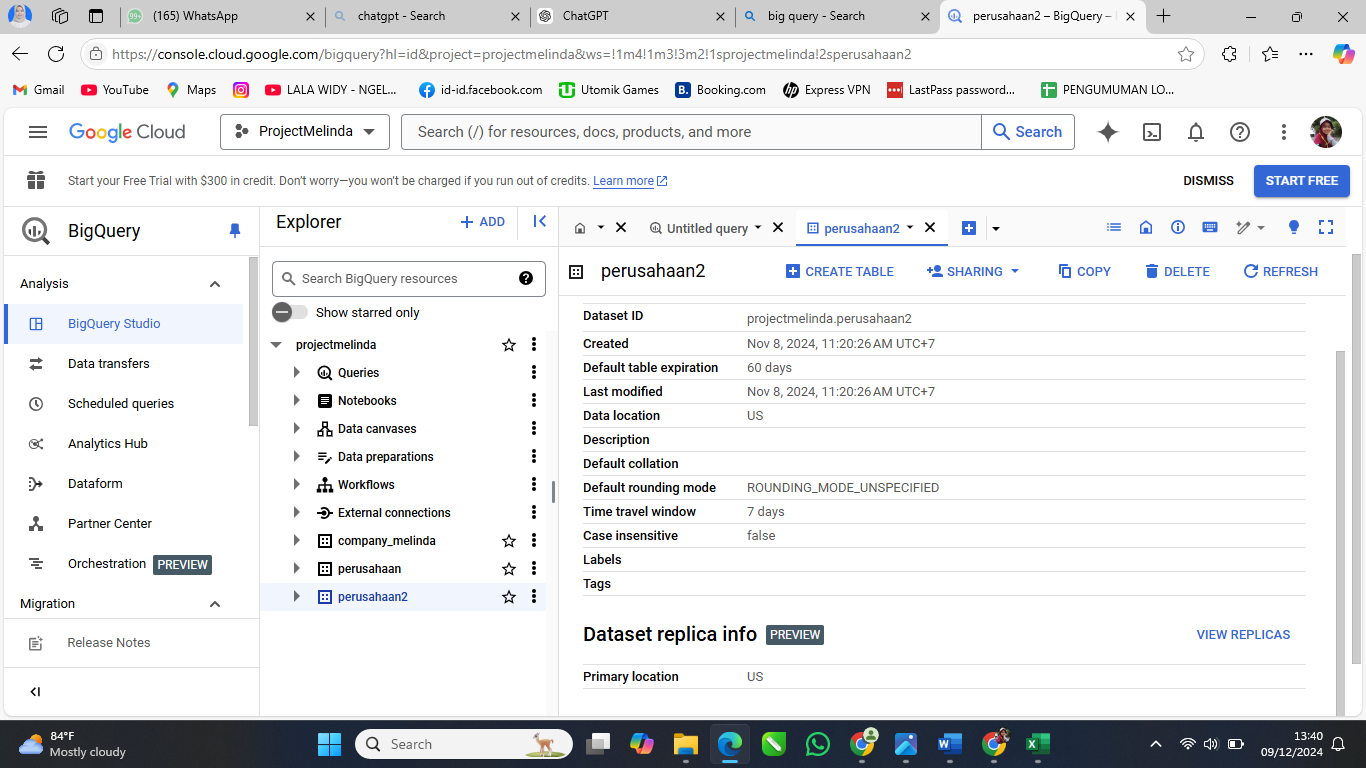 99+
(165) WhatsApp
chatgpt - Search
ChatGPT
big query - Search
perusahaan2 – BigQuery –
https://console.cloud.google.com/bigquery?hl=id&project=projectmelinda&ws=!1m4!1m3!3m2!1sprojectmelinda!2sperusahaan2
Gmail
YouTube
Maps
LALA WIDY - NGEL...
id-id.facebook.com
Utomik Games
Booking.com
Express VPN
LastPass password...
PENGUMUMAN LO...
Google Cloud
ProjectMelinda
Search (/) for resources, docs, products, and more
Search
Start your Free Trial with $300 in credit. Don't worry—you won't be charged if you run out of credits. Learn more
DISMISS
START FREE
BigQuery
Analysis
BigQuery Studio
Data transfers
Scheduled queries
Analytics Hub
Dataform
Partner Center
Orchestration PREVIEW
Migration
Release Notes
Explorer
+ ADD
Search BigQuery resources
Show starred only
projectmelinda
Queries
Notebooks
Data canvases
Data preparations
Workflows
External connections
company_melinda
perusahaan
perusahaan2
Untitled query
perusahaan2
perusahaan2
CREATE TABLE
SHARING
COPY
DELETE
REFRESH
Dataset ID projectmelinda.perusahaan2
Created Nov 8, 2024, 11:20:26 AM UTC+7
Default table expiration 60 days
Last modified Nov 8, 2024, 11:20:26 AM UTC+7
Data location US
Description
Default collation
Default rounding mode ROUNDING_MODE_UNSPECIFIED
Time travel window 7 days
Case insensitive false
Labels
Tags
Dataset replica info PREVIEW
VIEW REPLICAS
Primary location US
84°F
Mostly cloudy
Search
13:40
09/12/2024